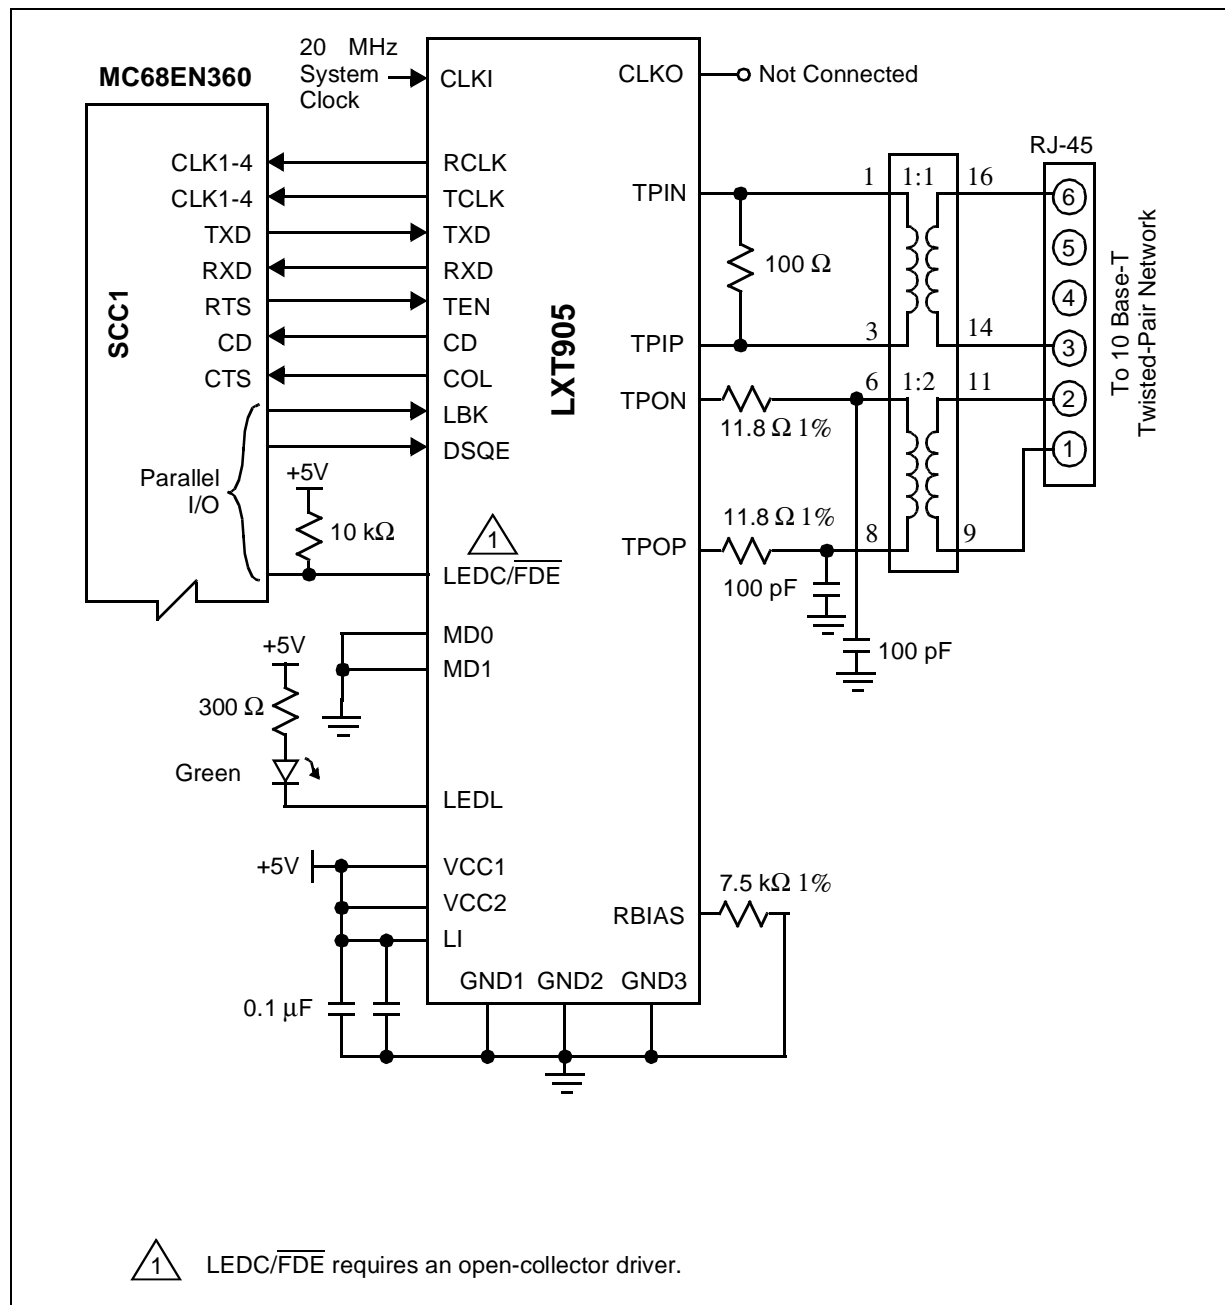 20 MHz
System
Clock
MC68EN360
SCC1
CLK1-4
CLK1-4
TXD
RXD
RTS
CD
CTS
Parallel
I/O
+5V
10 kΩ
LXT905
CLKI
RCLK
TCLK
TXD
RXD
TEN
CD
COL
LBK
DSQE
1
LEDC/F̅D̅E̅
MD0
MD1
+5V
300 Ω
Green
LEDL
+5V
VCC1
VCC2
LI
0.1 µF
GND1 GND2 GND3
CLKO
Not Connected
TPIN
100 Ω
TPIP
TPON
11.8 Ω 1%
TPOP
11.8 Ω 1%
100 pF
100 pF
RBIAS
7.5 kΩ 1%
1 1:1 16
3 14
6 1:2 11
8 9
RJ-45
6
5
4
3
2
1
To 10 Base-T
Twisted-Pair Network
1 LEDC/F̅D̅E̅ requires an open-collector driver.